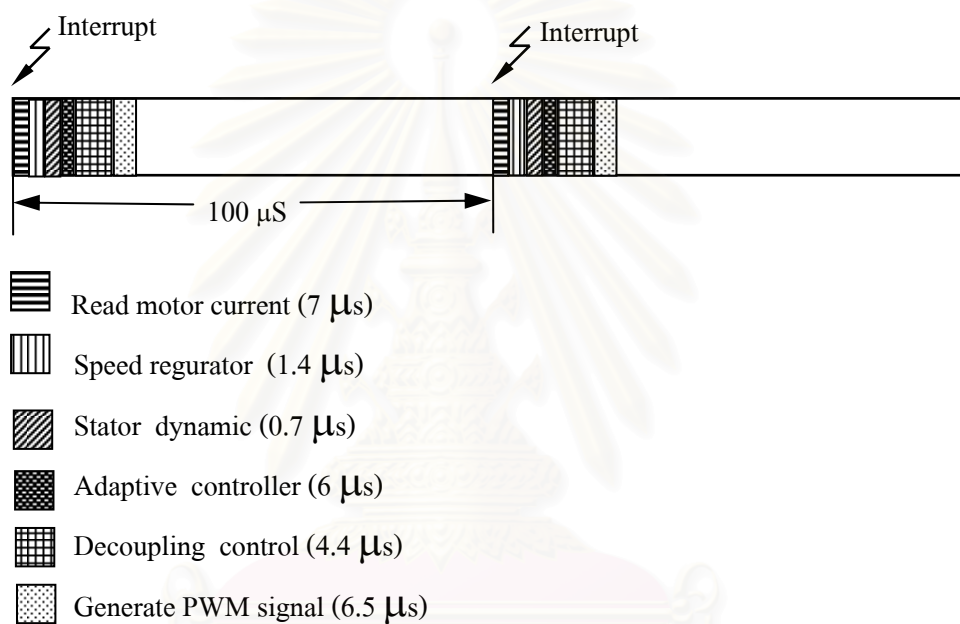 Interrupt
Interrupt
100 μS
Read motor current (7 μs)
Speed regurator (1.4 μs)
Stator dynamic (0.7 μs)
Adaptive controller (6 μs)
Decoupling control (4.4 μs)
Generate PWM signal (6.5 μs)